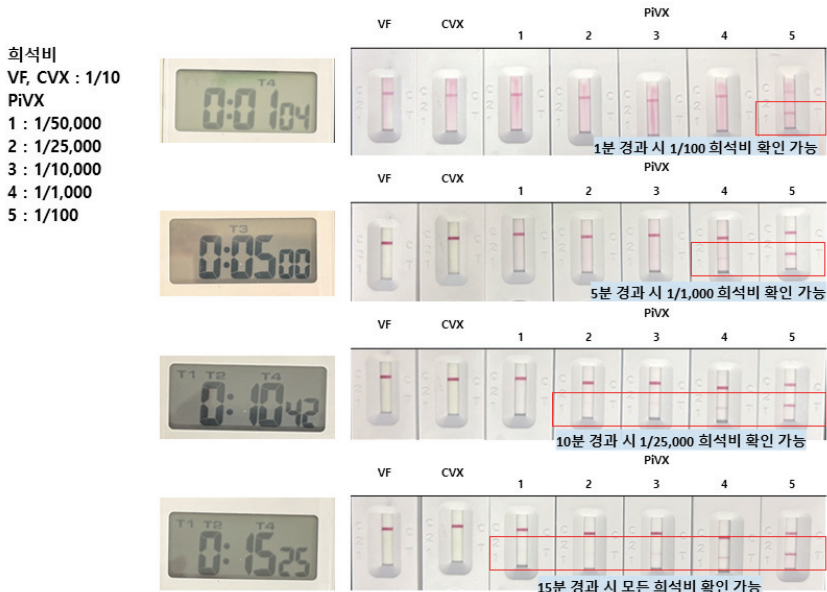 희석비
VF, CVX : 1/10
PiVX
1 : 1/50,000
2 : 1/25,000
3 : 1/10,000
4 : 1/1,000
5 : 1/100
VF CVX PiVX
1 2 3 4 5
T4
0:01 04
1분 경과 시 1/100 희석비 확인 가능
VF CVX PiVX
1 2 3 4 5
T3
0:05 00
5분 경과 시 1/1,000 희석비 확인 가능
VF CVX PiVX
1 2 3 4 5
T1 T2 T4
0:10 42
10분 경과 시 1/25,000 희석비 확인 가능
VF CVX PiVX
1 2 3 4 5
T1 T2 T4
0:15 25
15분 경과 시 모든 희석비 확인 가능